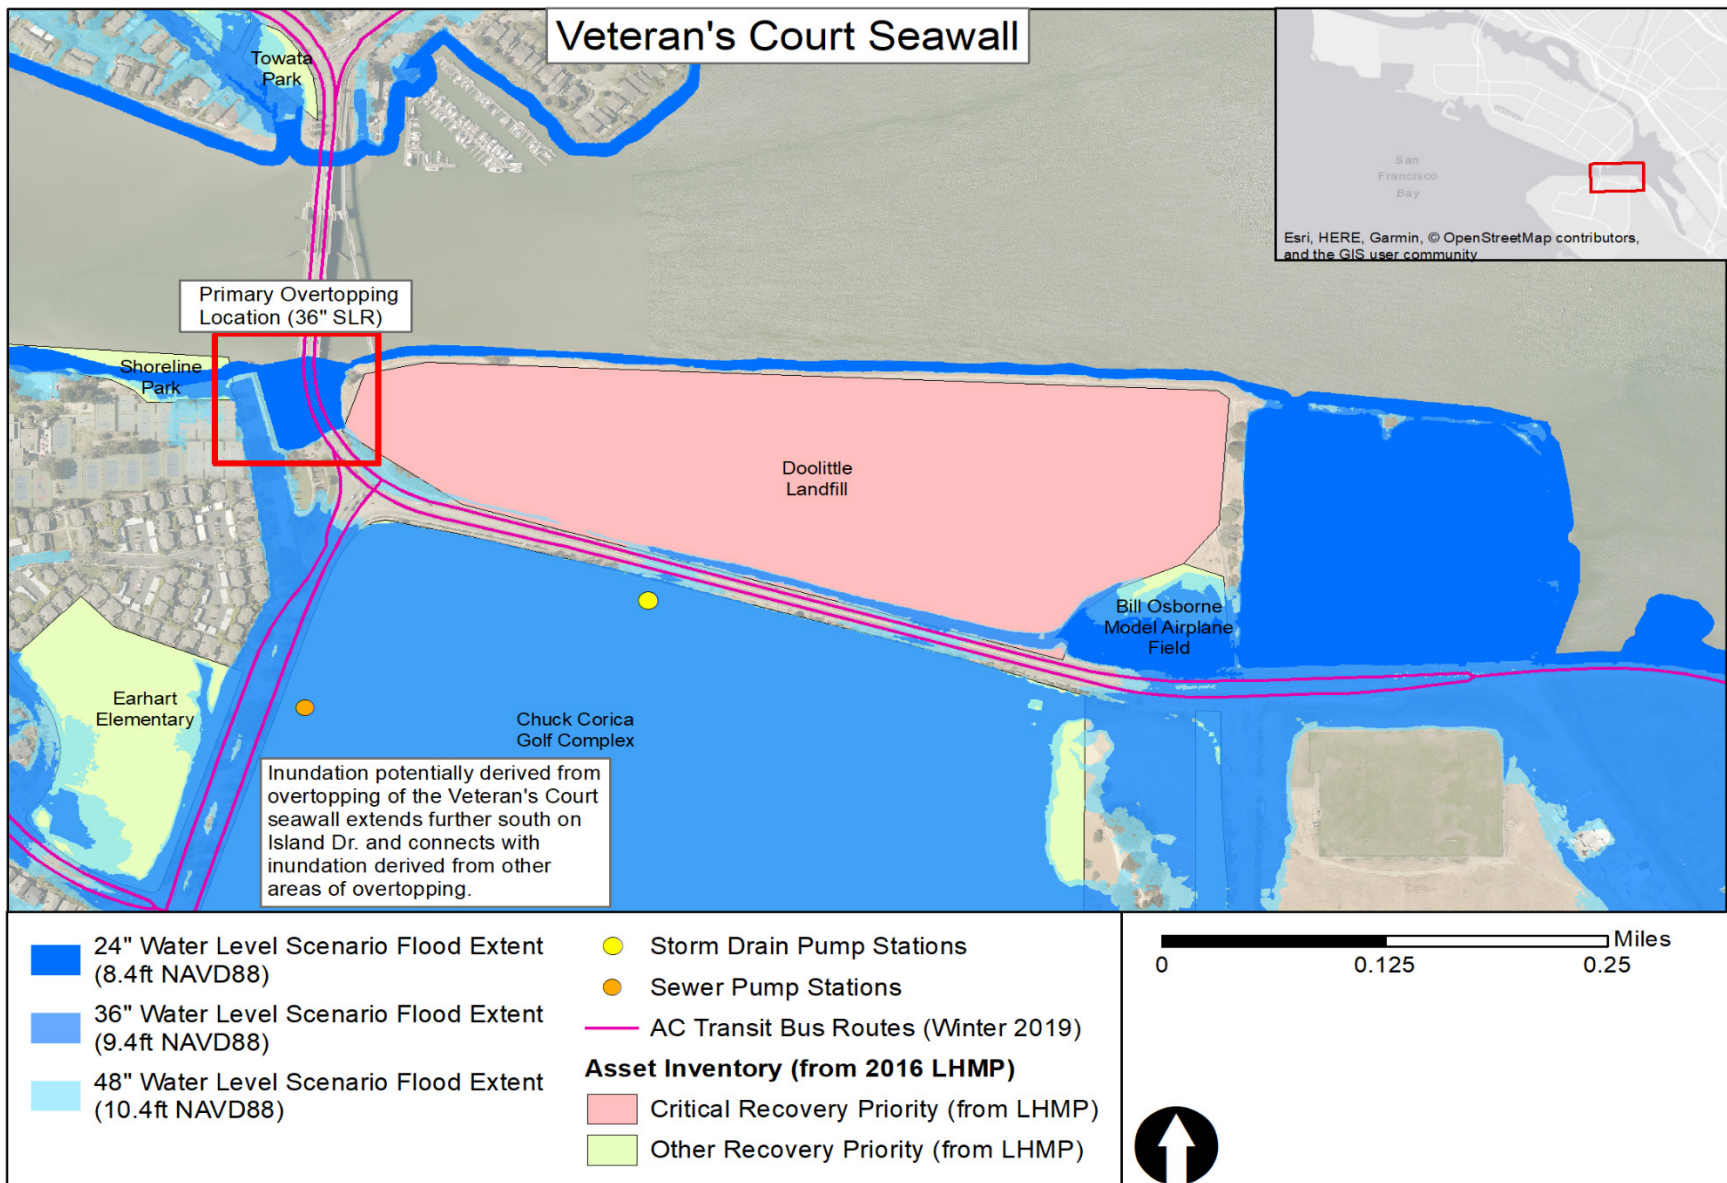 Veteran's Court Seawall
Towata
Park
San
Francisco
Bay
Esri, HERE, Garmin, © OpenStreetMap contributors,
and the GIS user community
Primary Overtopping
Location (36" SLR)
Shoreline
Park
Doolittle
Landfill
Bill Osborne
Model Airplane
Field
Earhart
Elementary
Chuck Corica
Golf Complex
Inundation potentially derived from
overtopping of the Veteran's Court
seawall extends further south on
Island Dr. and connects with
inundation derived from other
areas of overtopping.
24" Water Level Scenario Flood Extent
(8.4ft NAVD88)
36" Water Level Scenario Flood Extent
(9.4ft NAVD88)
48" Water Level Scenario Flood Extent
(10.4ft NAVD88)
Storm Drain Pump Stations
Sewer Pump Stations
AC Transit Bus Routes (Winter 2019)
Asset Inventory (from 2016 LHMP)
Critical Recovery Priority (from LHMP)
Other Recovery Priority (from LHMP)
Miles
0 0.125 0.25